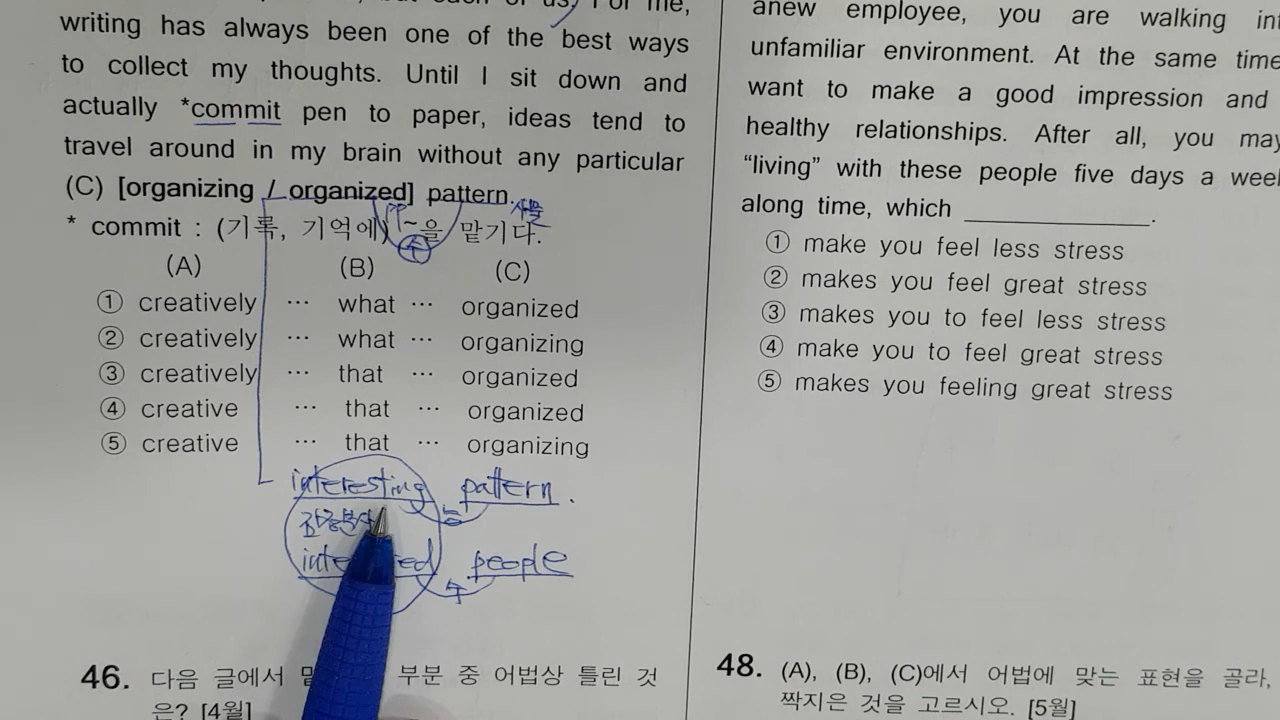 us, For me,
writing has always been one of the best ways
to collect my thoughts. Until I sit down and
actually *commit pen to paper, ideas tend to
travel around in my brain without any particular
(C) [organizing / organized] pattern.
* commit : (기록, 기억에) ~을 맡기다.
(A) (B) (C)
① creatively … what … organized
② creatively … what … organizing
③ creatively … that … organized
④ creative … that … organized
⑤ creative … that … organizing
interesting pattern.
능
people
수
46. 다음 글에서 부분 중 어법상 틀린 것
은? [4월]
anew employee, you are walking
unfamiliar environment. At the same time
want to make a good impression and
healthy relationships. After all, you may
“living” with these people five days a
along time, which ____________.
① make you feel less stress
② makes you feel great stress
③ makes you to feel less stress
④ make you to feel great stress
⑤ makes you feeling great stress
48. (A), (B), (C)에서 어법에 맞는 표현을 골라,
짝지은 것을 고르시오. [5월]